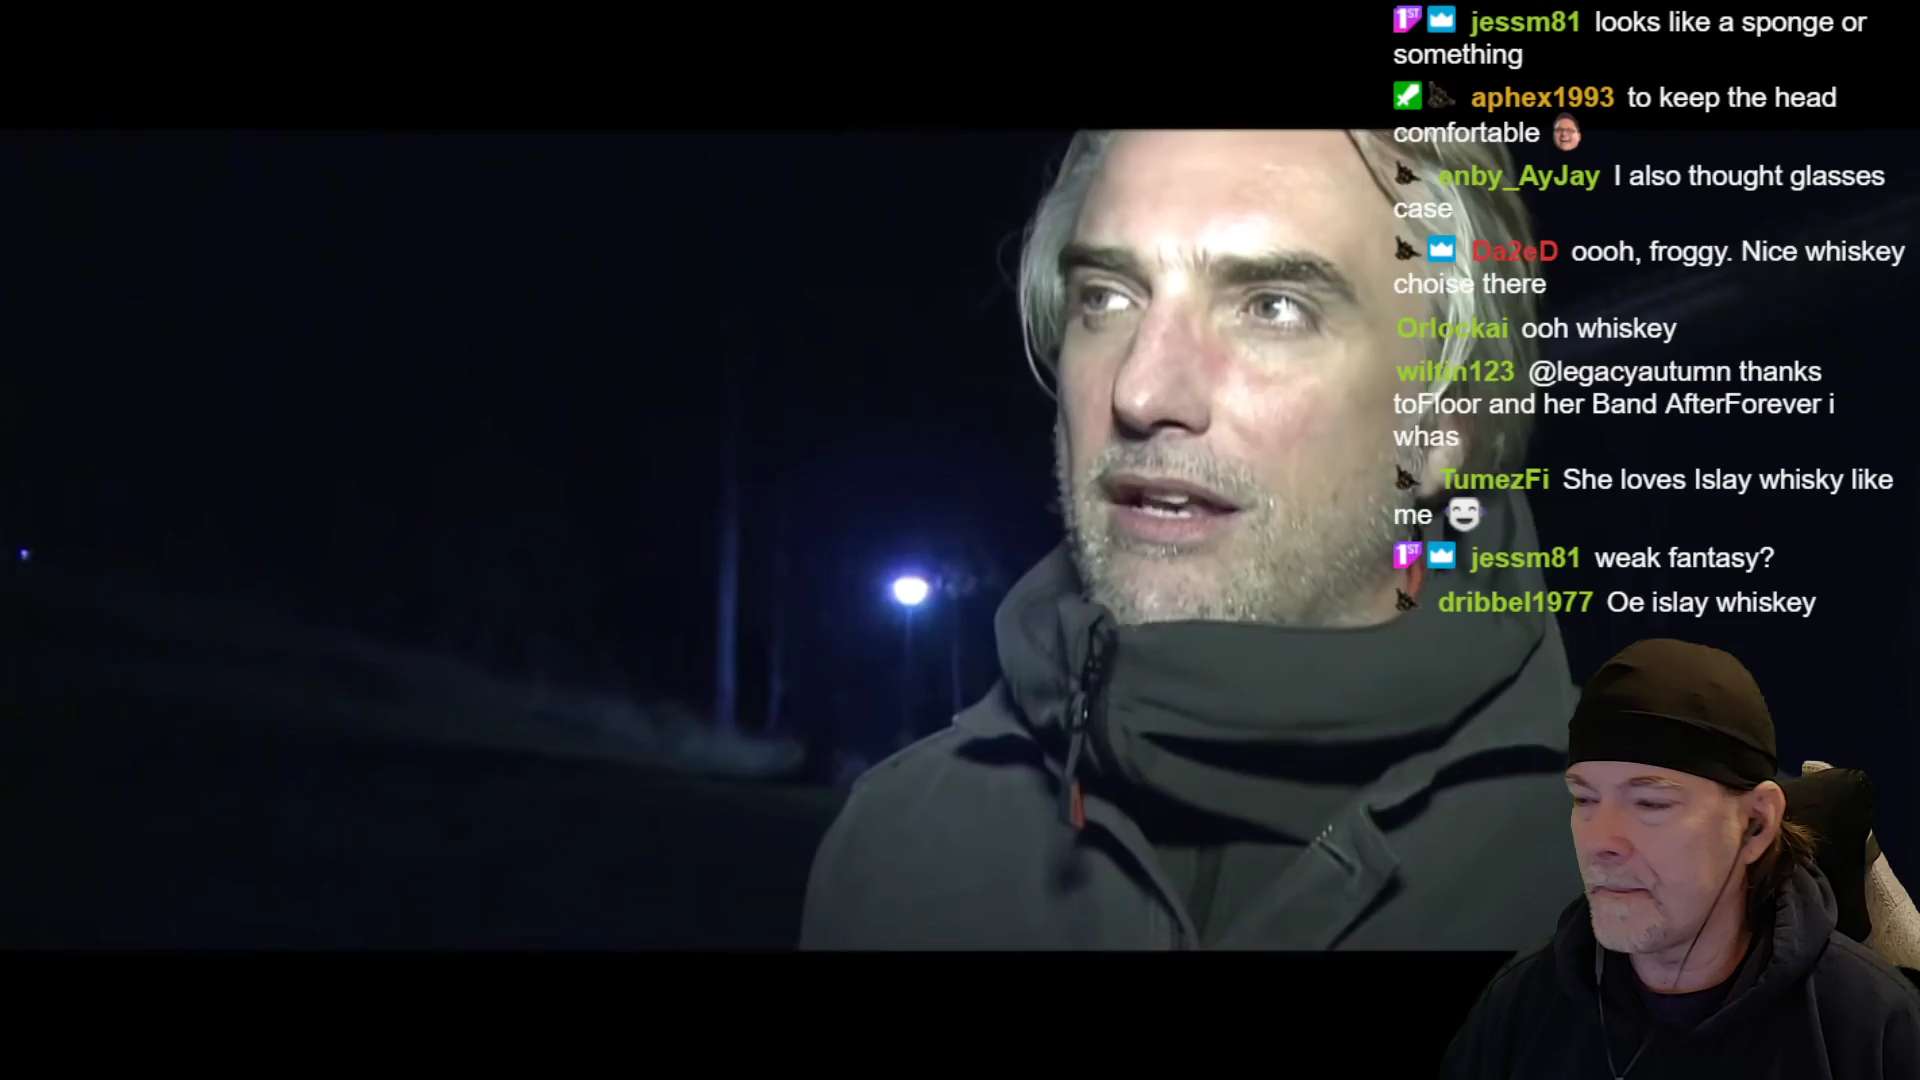 jessm81 looks like a sponge or
something
aphex1993 to keep the head
comfortable
enby_AyJay I also thought glasses
case
Da2eD oooh, froggy. Nice whiskey
choise there
Orlockai ooh whiskey
wiltin123 @legacyautumn thanks
toFloor and her Band AfterForever i
whas
TumezFi She loves Islay whisky like
me
jessm81 weak fantasy?
dribbel1977 Oe islay whiskey